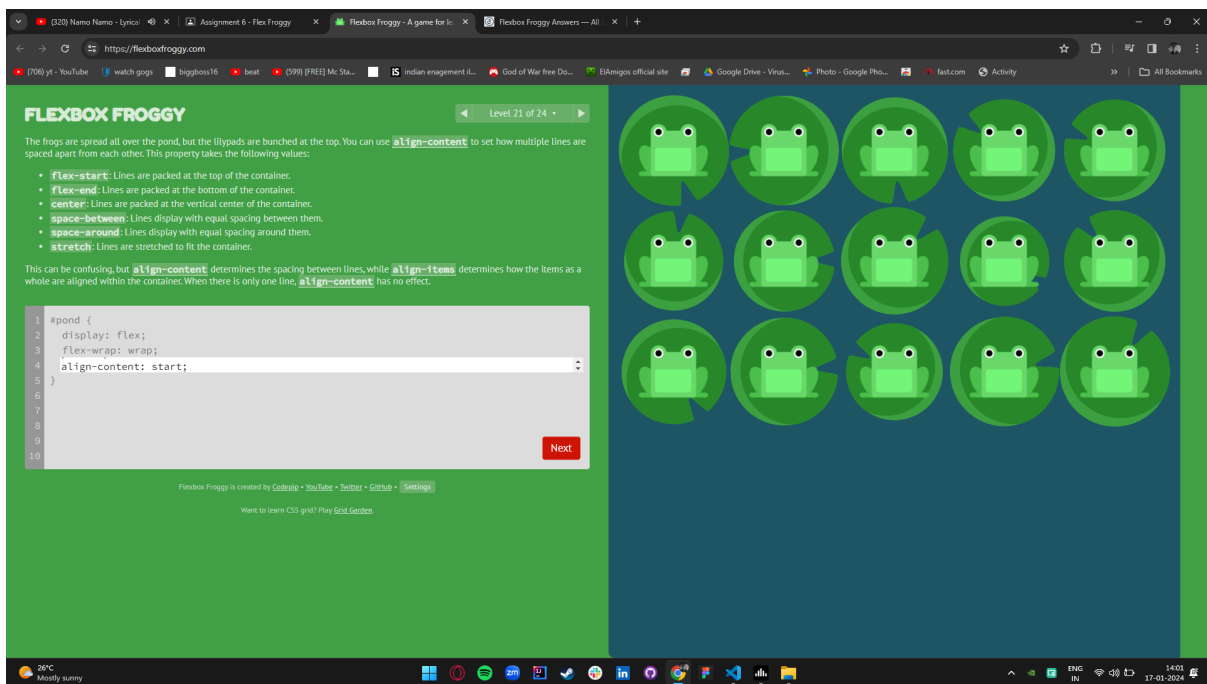 (320) Namo Namo - Lyrical
Assignment 6 - Flex Froggy
Flexbox Froggy - A game for le
Flexbox Froggy Answers — All
https://flexboxfroggy.com
(706) yt - YouTube
watch gogs
biggboss16
beat
(599) [FREE] Mc Sta...
indian enagement il...
God of War free Do...
ElAmigos official site
Google Drive - Virus...
Photo - Google Pho...
fast.com
Activity
All Bookmarks
FLEXBOX FROGGY
Level 21 of 24
The frogs are spread all over the pond, but the lilypads are bunched at the top. You can use align-content to set how multiple lines are
spaced apart from each other. This property takes the following values:
• flex-start: Lines are packed at the top of the container.
• flex-end: Lines are packed at the bottom of the container.
• center: Lines are packed at the vertical center of the container.
• space-between: Lines display with equal spacing between them.
• space-around: Lines display with equal spacing around them.
• stretch: Lines are stretched to fit the container.
This can be confusing, but align-content determines the spacing between lines, while align-items determines how the items as a
whole are aligned within the container. When there is only one line, align-content has no effect.
1 #pond {
2 display: flex;
3 flex-wrap: wrap;
4 align-content: start;
5 }
6
7
8
9
10
Next
Flexbox Froggy is created by Codepip • YouTube • Twitter • GitHub • Settings
Want to learn CSS grid? Play Grid Garden.
26°C
Mostly sunny
zm
in
ENG
IN
14:01
17-01-2024